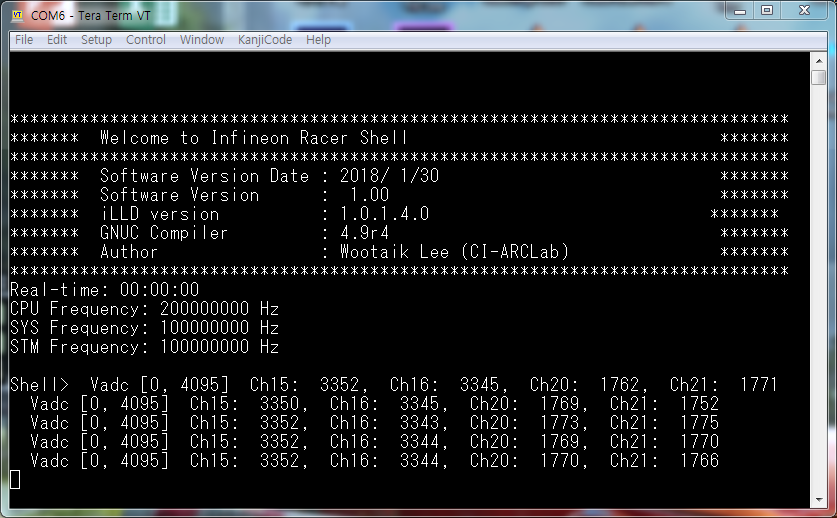 COM6 - Tera Term VT
File Edit Setup Control Window KanjiCode Help
******************************************************************************
******* Welcome to Infineon Racer Shell *******
******************************************************************************
******* Software Version Date : 2018/ 1/30 *******
******* Software Version : 1.00 *******
******* iLLD version : 1.0.1.4.0 *******
******* GNUC Compiler : 4.9r4 *******
******* Author : Wootaik Lee (CI-ARCLab) *******
******************************************************************************
Real-time: 00:00:00
CPU Frequency: 200000000 Hz
SYS Frequency: 100000000 Hz
STM Frequency: 100000000 Hz
Shell> Vadc [0, 4095] Ch15: 3352, Ch16: 3345, Ch20: 1762, Ch21: 1771
Vadc [0, 4095] Ch15: 3350, Ch16: 3345, Ch20: 1769, Ch21: 1752
Vadc [0, 4095] Ch15: 3352, Ch16: 3343, Ch20: 1773, Ch21: 1775
Vadc [0, 4095] Ch15: 3352, Ch16: 3344, Ch20: 1769, Ch21: 1770
Vadc [0, 4095] Ch15: 3352, Ch16: 3344, Ch20: 1770, Ch21: 1766